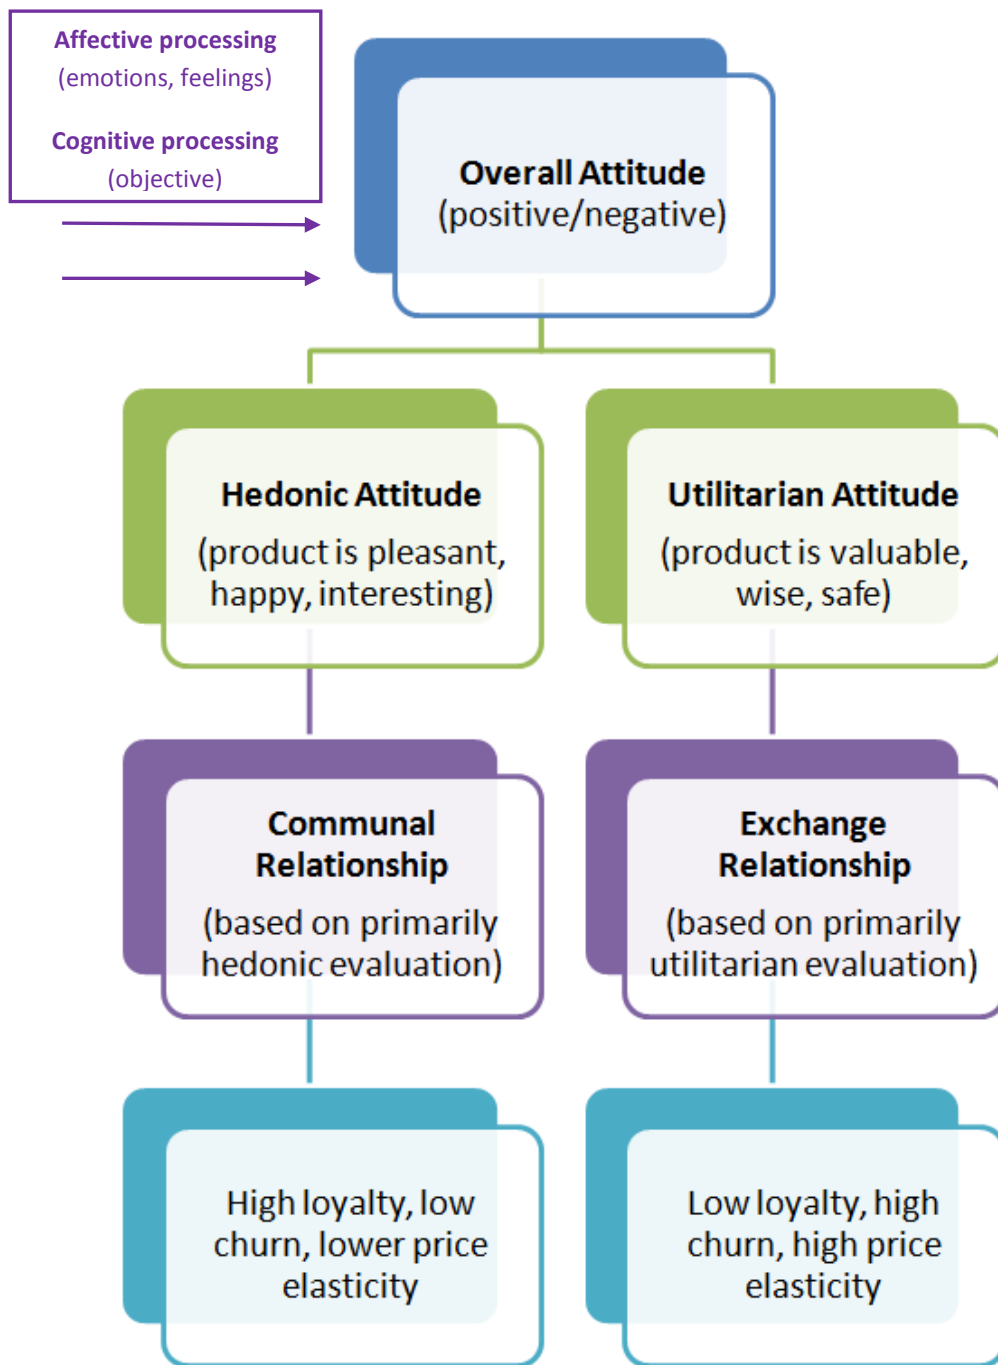 Affective processing
(emotions, feelings)
Cognitive processing
(objective)
Overall Attitude
(positive/negative)
Hedonic Attitude
(product is pleasant,
happy, interesting)
Utilitarian Attitude
(product is valuable,
wise, safe)
Communal
Relationship
(based on primarily
hedonic evaluation)
Exchange
Relationship
(based on primarily
utilitarian evaluation)
High loyalty, low
churn, lower price
elasticity
Low loyalty, high
churn, high price
elasticity